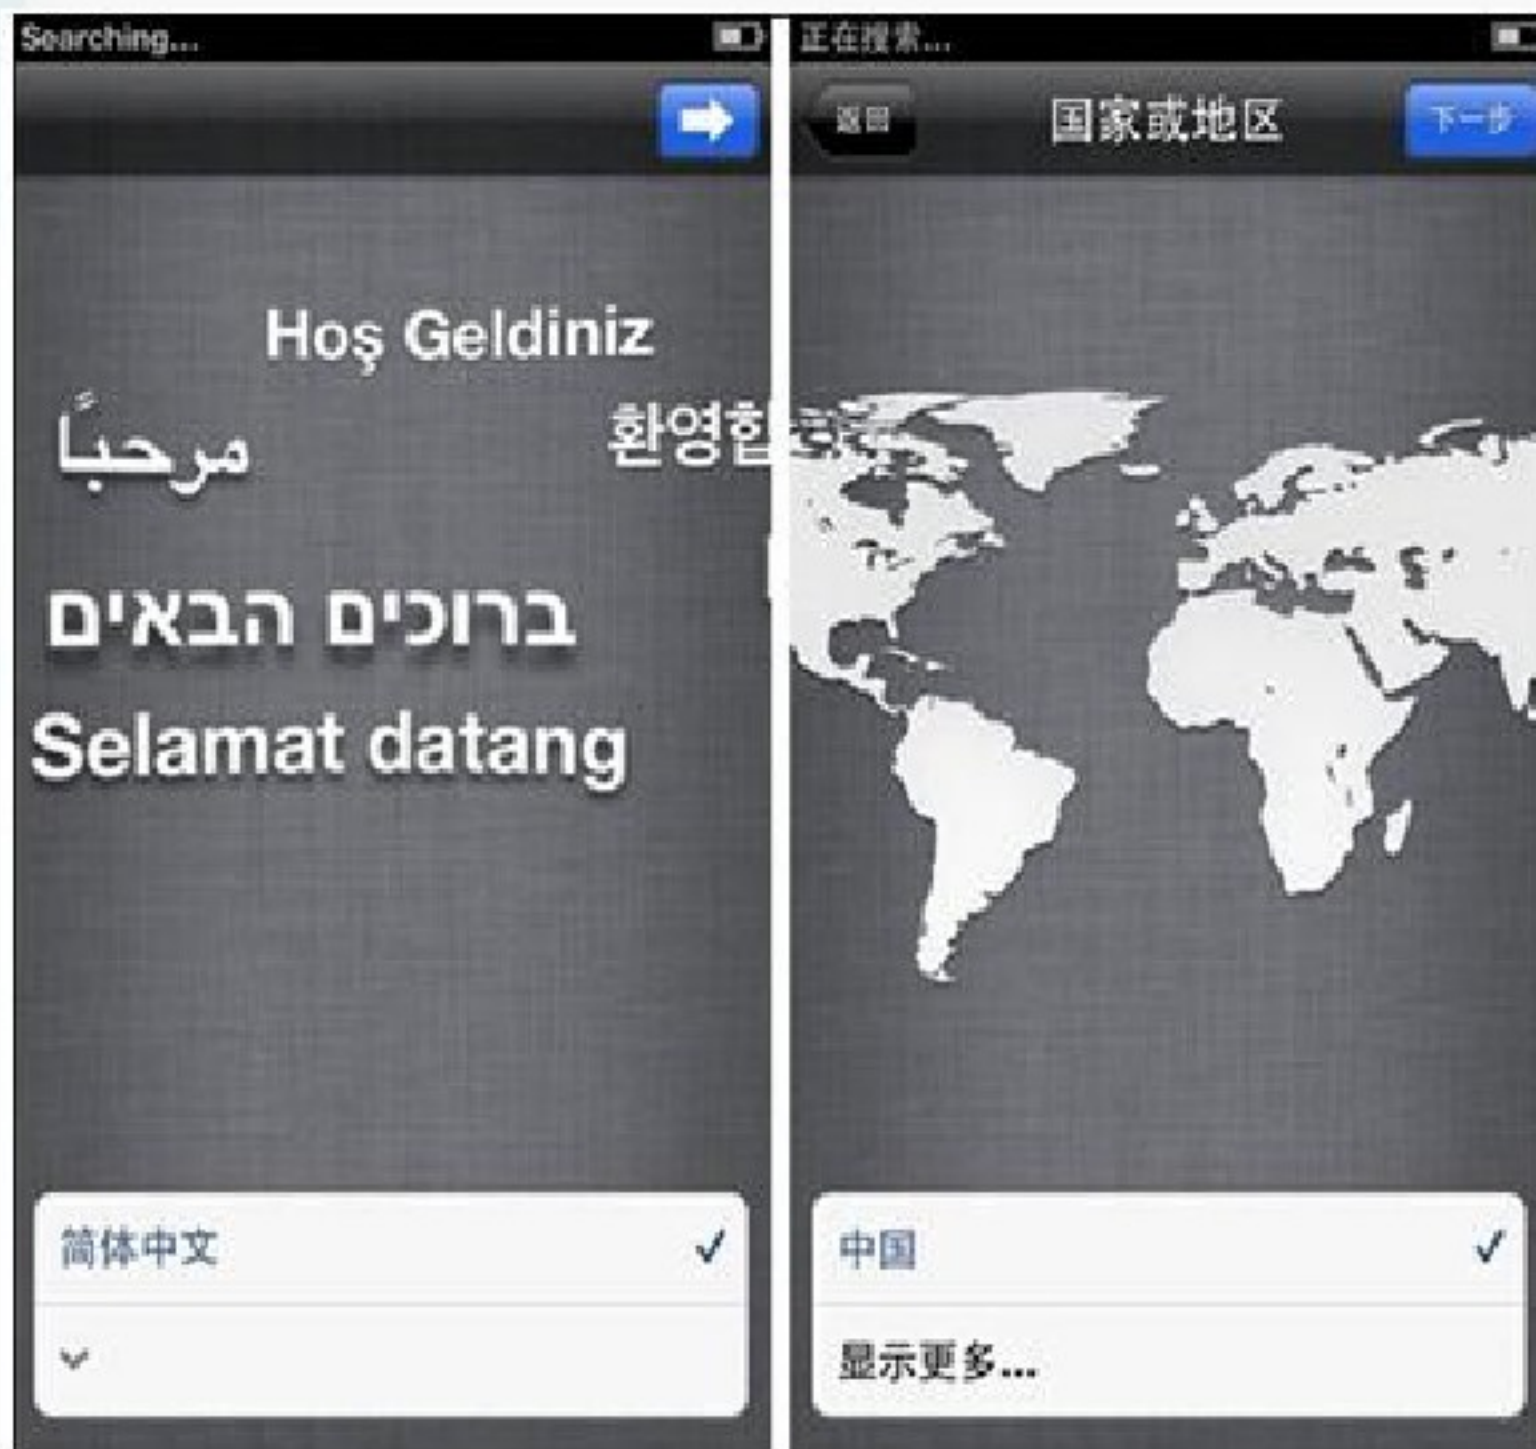 Searching...
Hoş Geldiniz
مرحباً
환영합
ברוכים הבאים
Selamat datang
简体中文
正在搜索...
返回
国家或地区
下一步
中国
显示更多...